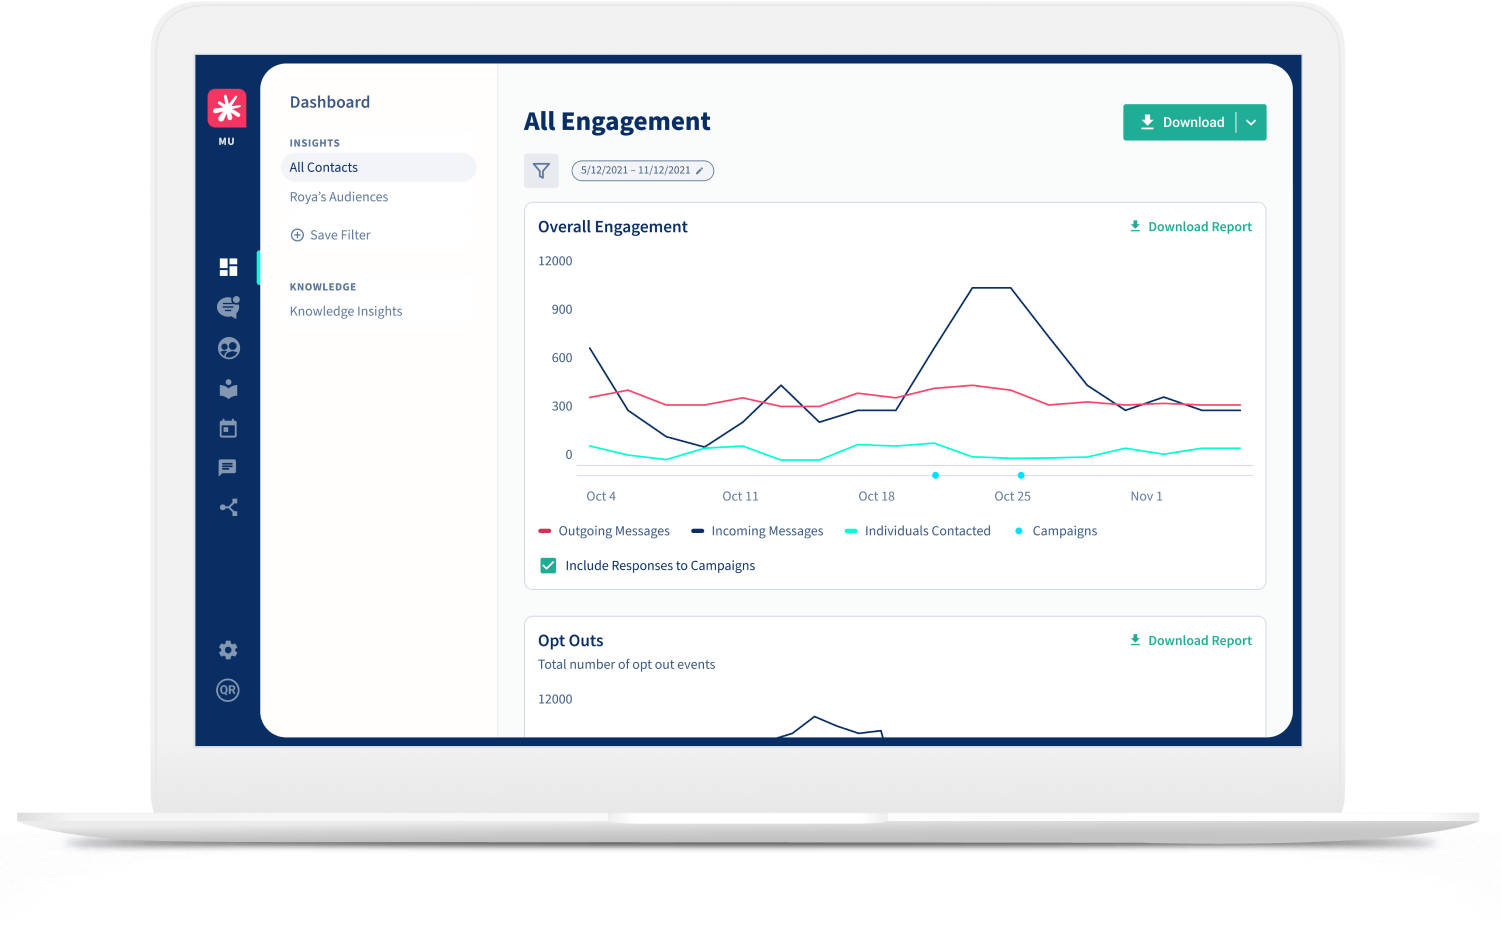 MU
Dashboard
INSIGHTS
All Contacts
Roya’s Audiences
Save Filter
KNOWLEDGE
Knowledge Insights
QR
All Engagement
Download
5/12/2021 – 11/12/2021
Overall Engagement
Download Report
12000
900
600
300
0
Oct 4 Oct 11 Oct 18 Oct 25 Nov 1
Outgoing Messages Incoming Messages Individuals Contacted Campaigns
Include Responses to Campaigns
Opt Outs
Download Report
Total number of opt out events
12000